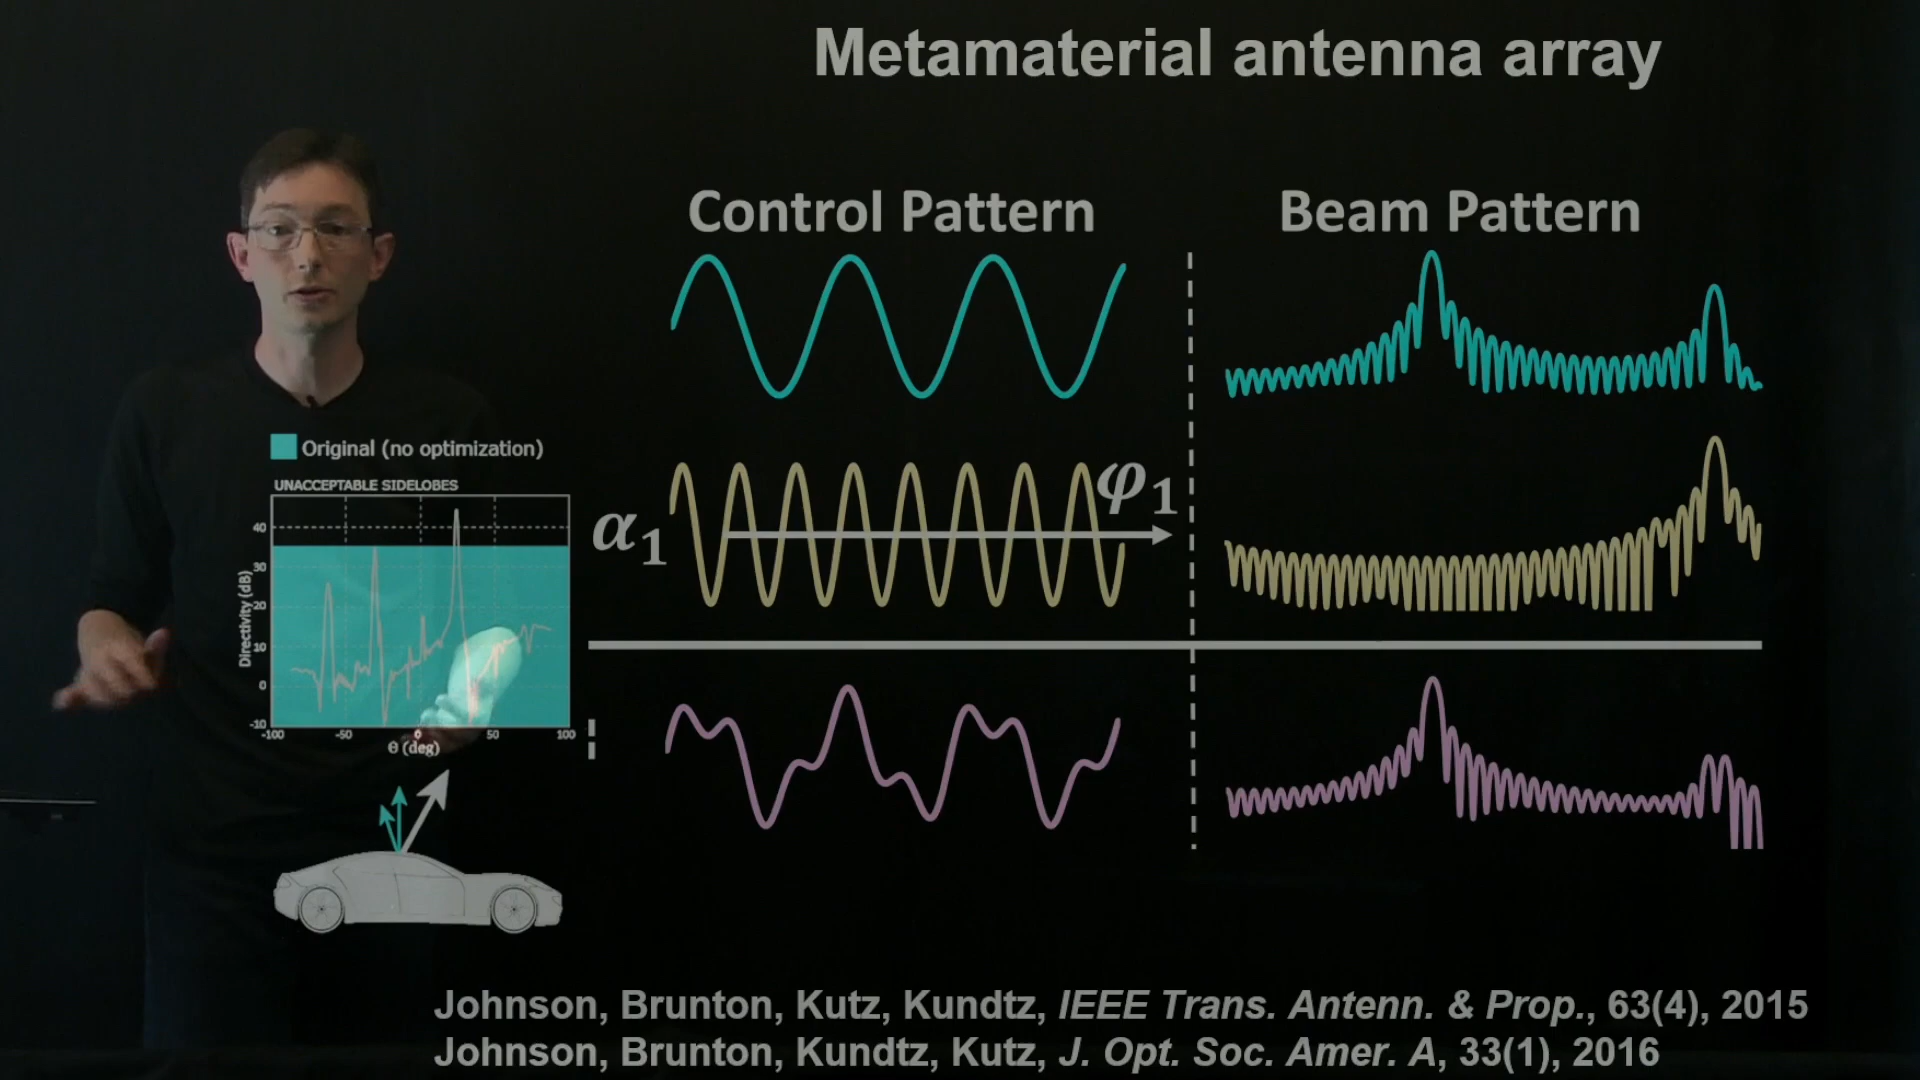 Metamaterial antenna array
Control Pattern
Beam Pattern
Original (no optimization)
UNACCEPTABLE SIDELOBES
40
30
20
10
0
-10
Directivity (dB)
-100
-50
0
50
100
Θ (deg)
α1
φ1
Johnson, Brunton, Kutz, Kundtz, IEEE Trans. Antenn. & Prop., 63(4), 2015
Johnson, Brunton, Kundtz, Kutz, J. Opt. Soc. Amer. A, 33(1), 2016